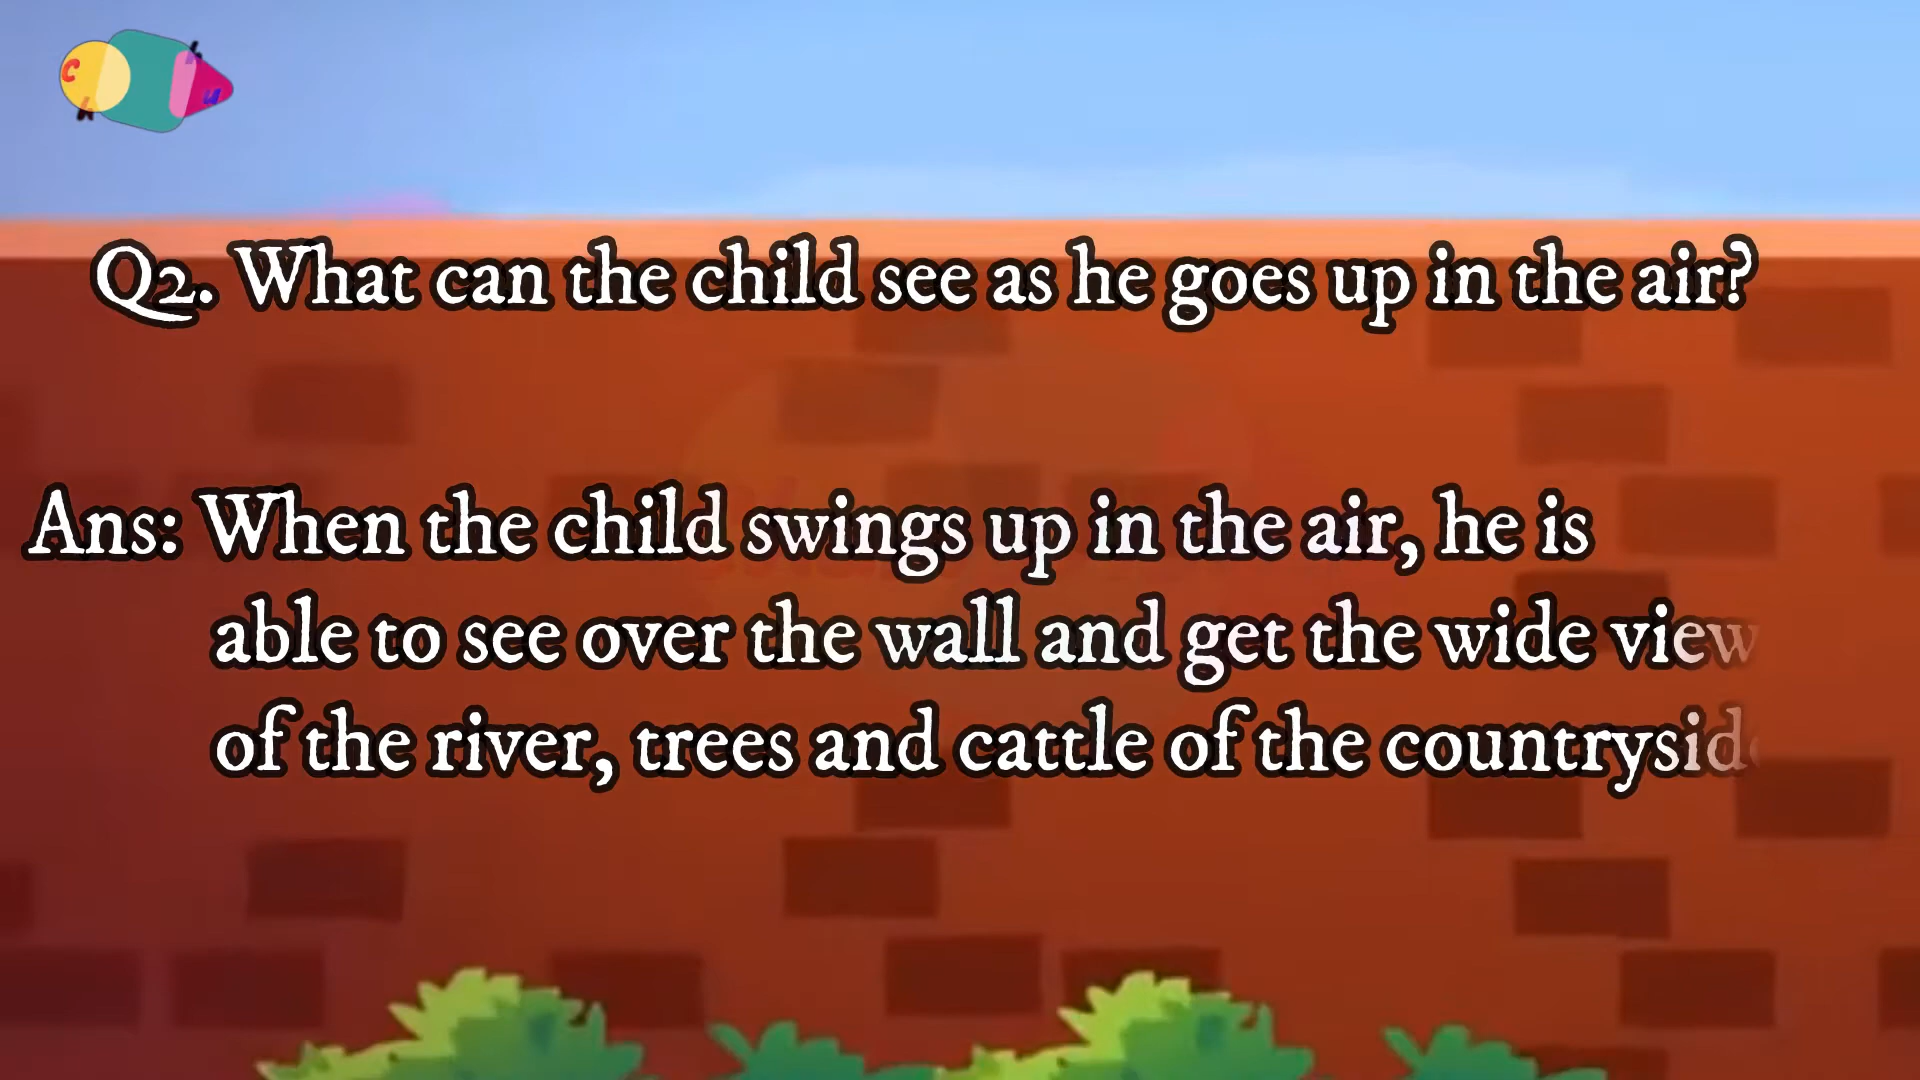 c h h u
Q2. What can the child see as he goes up in the air?
Ans: When the child swings up in the air, he is
able to see over the wall and get the wide view
of the river, trees and cattle of the countryside